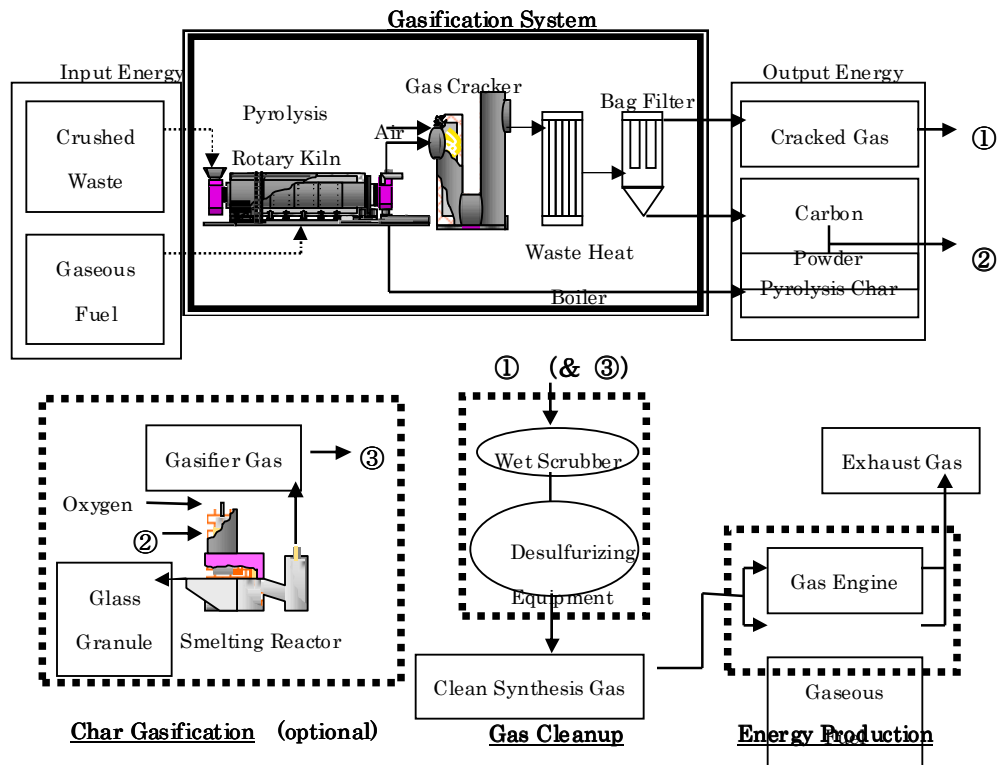 Gasification System
Input Energy
Crushed
Waste
Gaseous
Fuel
Pyrolysis
Rotary Kiln
Air
Gas Cracker
Waste Heat
Boiler
Bag Filter
Output Energy
Cracked Gas
①
Carbon
Powder
②
Pyrolysis Char
Gasifier Gas
③
Oxygen
②
Glass
Granule
Smelting Reactor
Char Gasification (optional)
① (& ③)
Wet Scrubber
Desulfurizing
Equipment
Clean Synthesis Gas
Gas Cleanup
Exhaust Gas
Gas Engine
Gaseous
Fuel
Energy Production